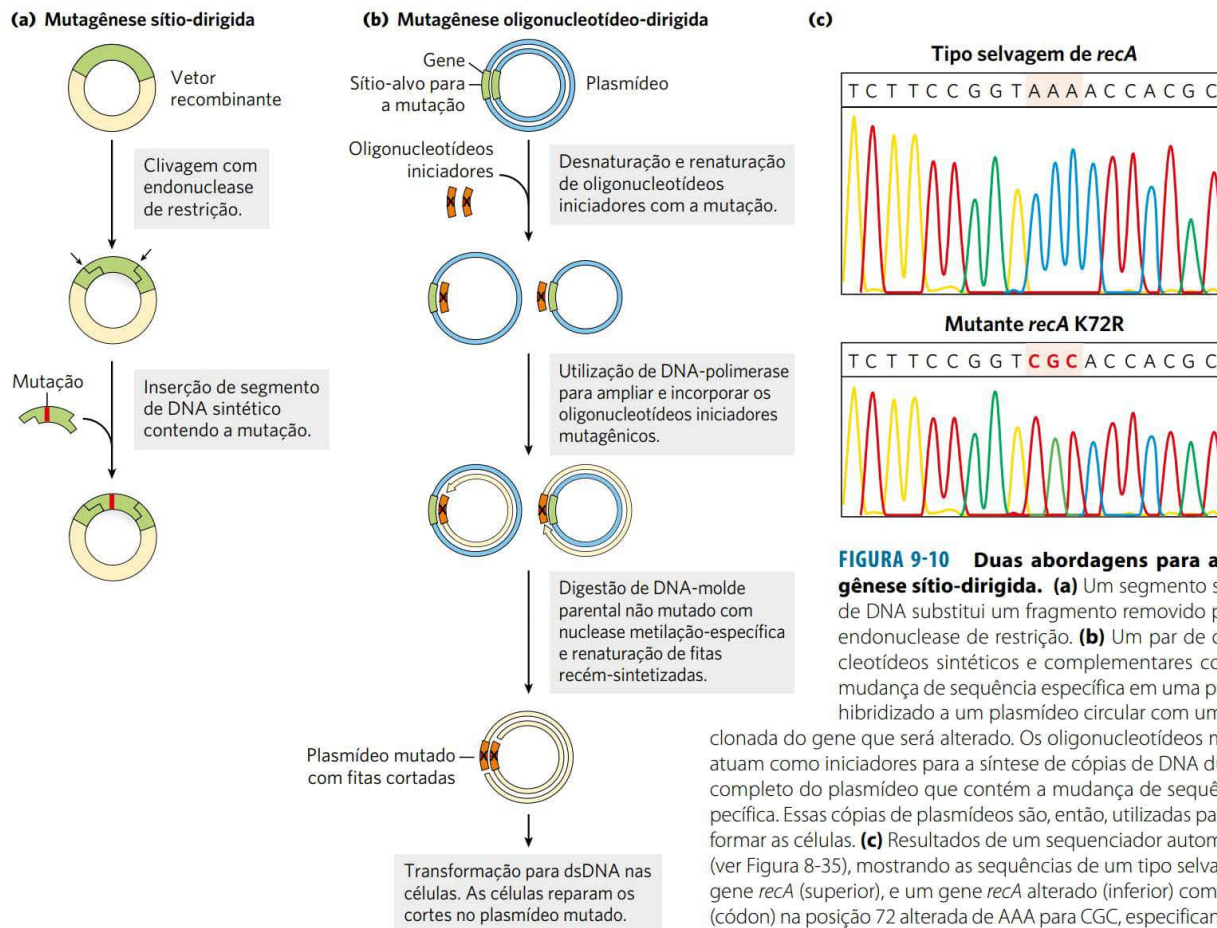 (a) Mutagênese sítio-dirigida
Vetor
recombinante
Clivagem com
endonuclease
de restrição.
Mutação
Inserção de segmento
de DNA sintético
contendo a mutação.
(b) Mutagênese oligonucleotídeo-dirigida
Gene
Sítio-alvo para
a mutação
Plasmídeo
Oligonucleotídeos
iniciadores
Desnaturação e renaturação
de oligonucleotídeos
iniciadores com a mutação.
Utilização de DNA-polimerase
para ampliar e incorporar os
oligonucleotídeos iniciadores
mutagênicos.
Digestão de DNA-molde
parental não mutado com
nuclease metilação-específica
e renaturação de fitas
recém-sintetizadas.
Plasmídeo mutado
com fitas cortadas
Transformação para dsDNA nas
células. As células reparam os
cortes no plasmídeo mutado.
(c)
Tipo selvagem de recA
T C T T C C G G T A A A A C C A C G C
Mutante recA K72R
T C T T C C G G T C G C A C C A C G C
FIGURA 9-10 Duas abordagens para a
gênese sítio-dirigida. (a) Um segmento s
de DNA substitui um fragmento removido p
endonuclease de restrição. (b) Um par de o
cleotídeos sintéticos e complementares co
mudança de sequência específica em uma p
hibridizado a um plasmídeo circular com um
clonada do gene que será alterado. Os oligonucleotídeos m
atuam como iniciadores para a síntese de cópias de DNA du
completo do plasmídeo que contém a mudança de sequê
pecífica. Essas cópias de plasmídeos são, então, utilizadas pa
formar as células. (c) Resultados de um sequenciador autom
(ver Figura 8-35), mostrando as sequências de um tipo selva
gene recA (superior), e um gene recA alterado (inferior) com
(códon) na posição 72 alterada de AAA para CGC, especifican